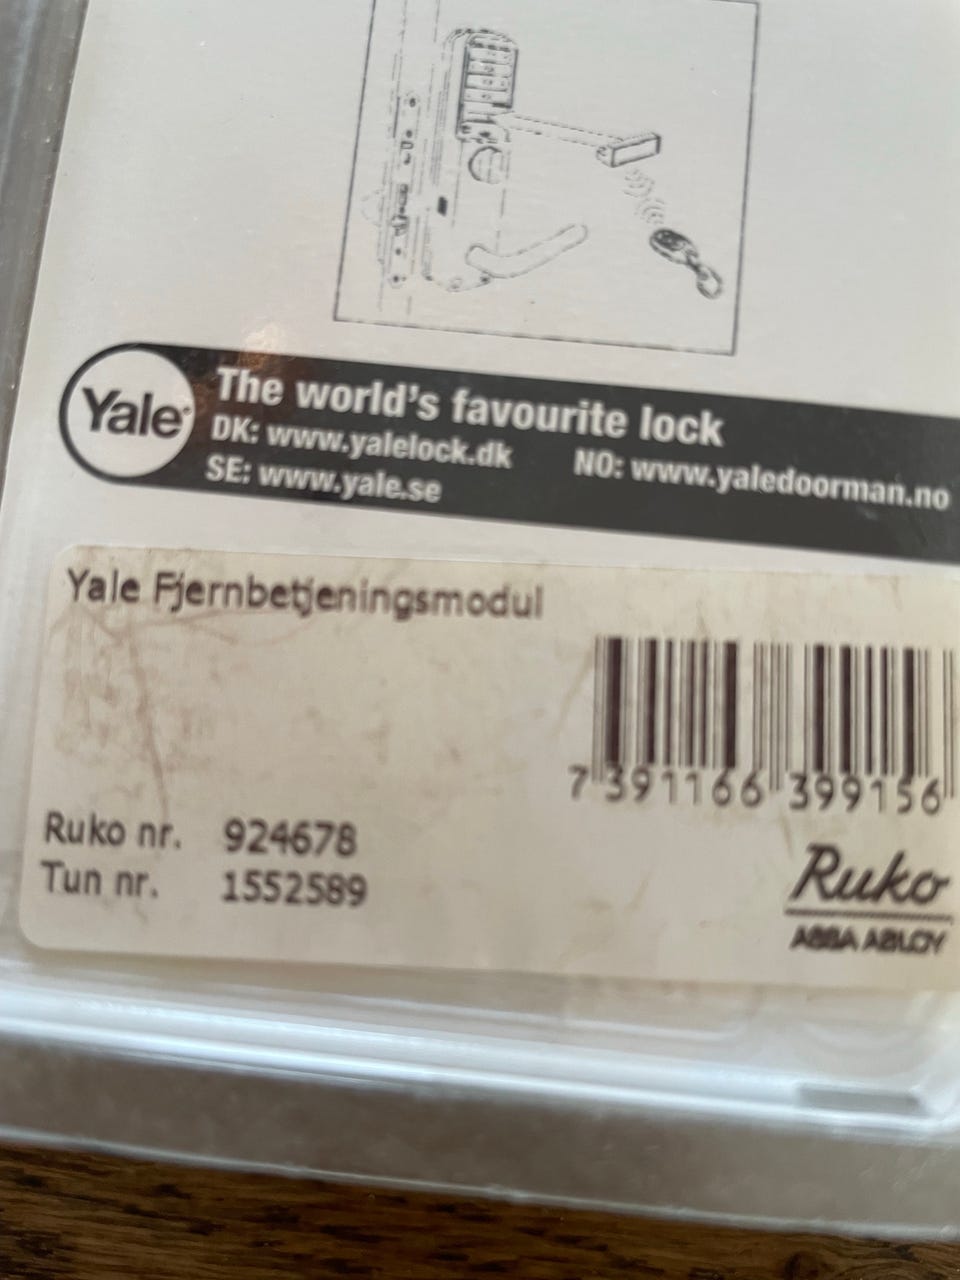 Yale
The world's favourite lock
DK: www.yalelock.dk NO: www.yaledoorman.no
SE: www.yale.se
Yale Fjernbetjeningsmodul
7 391166 399156
Ruko nr. 924678
Tun nr. 1552589
Ruko
ASSA ABLOY